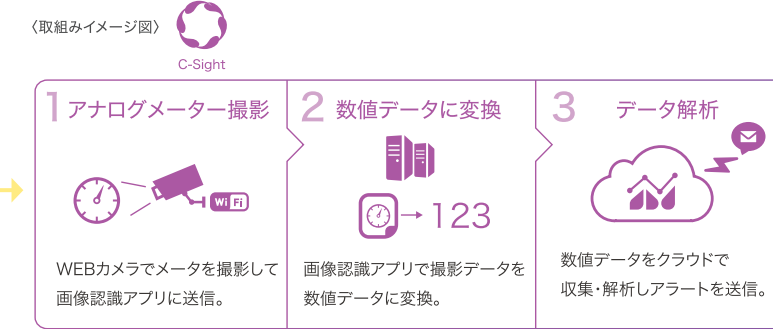 〈取組みイメージ図〉
C-Sight
1 アナログメーター撮影
WiFi
WEBカメラでメータを撮影して
画像認識アプリに送信。
2 数値データに変換
123
画像認識アプリで撮影データを
数値データに変換。
3 データ解析
数値データをクラウドで
収集・解析しアラートを送信。